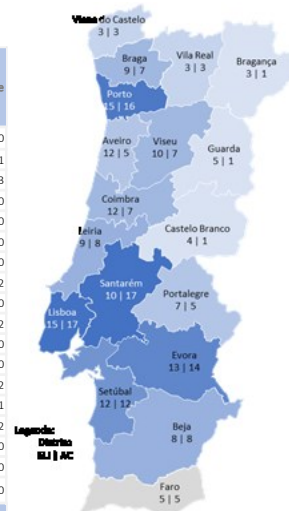 Viana do Castelo
3 | 3
Braga
9 | 7
Vila Real
3 | 3
Bragança
3 | 1
Porto
15 | 16
Aveiro
12 | 5
Viseu
10 | 7
Guarda
5 | 1
Coimbra
12 | 7
Leiria
9 | 8
Castelo Branco
4 | 1
Santarém
10 | 17
Lisboa
15 | 17
Portalegre
7 | 5
Evora
13 | 14
Setúbal
12 | 12
Beja
8 | 8
Legenda:
Distrito
ELI | AC
Faro
5 | 5